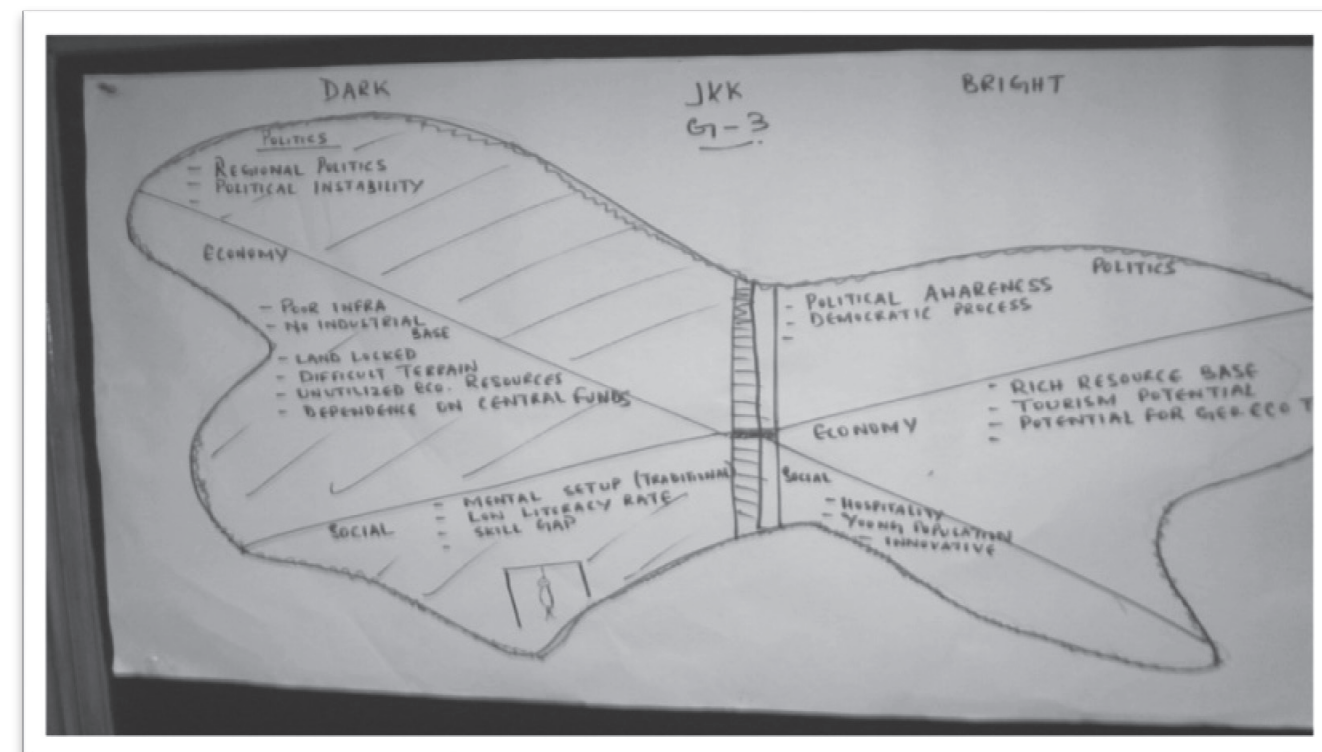 DARK
JKK
G-3
BRIGHT
POLITICS
- REGIONAL POLITICS
- POLITICAL INSTABILITY
-
ECONOMY
- POOR INFRA
- NO INDUSTRIAL
BASE
- LAND LOCKED
- DIFFICULT TERRAIN
- UNUTILIZED ECO. RESOURCES
- DEPENDENCE ON CENTRAL FUNDS
SOCIAL
- MENTAL SETUP (TRADITIONAL)
- LOW LITERACY RATE
- SKILL GAP
-
POLITICS
- POLITICAL AWARENESS
- DEMOCRATIC PROCESS
-
ECONOMY
- RICH RESOURCE BASE
- TOURISM POTENTIAL
- POTENTIAL FOR GEO. ECO T
-
SOCIAL
- HOSPITALITY
- YOUNG POPULATION
- INNOVATIVE